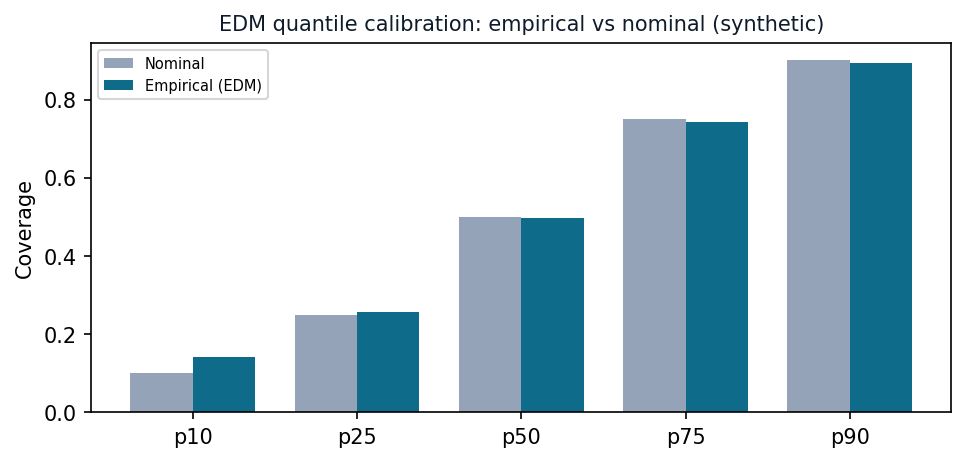 EDM quantile calibration: empirical vs nominal (synthetic)
Nominal
Empirical (EDM)
Coverage
0.8
0.6
0.4
0.2
0.0
p10 p25 p50 p75 p90